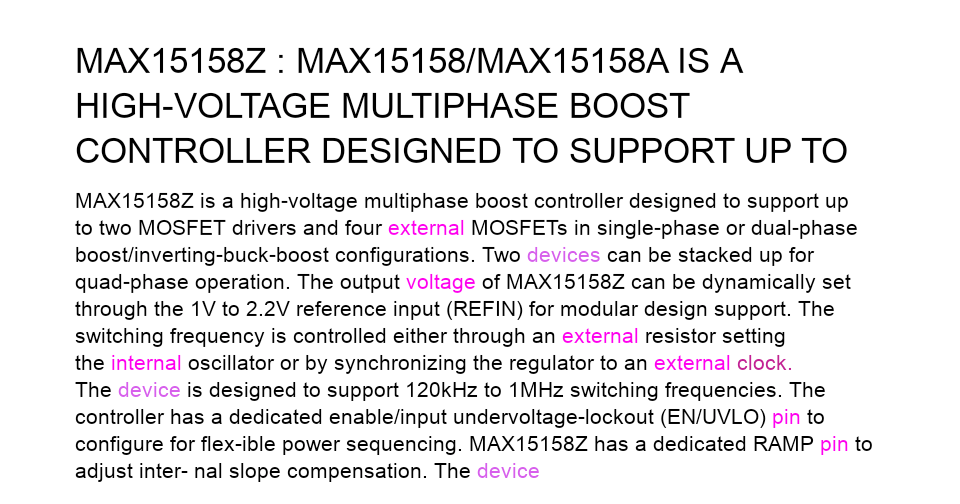 MAX15158Z : MAX15158/MAX15158A IS A
HIGH-VOLTAGE MULTIPHASE BOOST
CONTROLLER DESIGNED TO SUPPORT UP TO
MAX15158Z is a high-voltage multiphase boost controller designed to support up
to two MOSFET drivers and four external MOSFETs in single-phase or dual-phase
boost/inverting-buck-boost configurations. Two devices can be stacked up for
quad-phase operation. The output voltage of MAX15158Z can be dynamically set
through the 1V to 2.2V reference input (REFIN) for modular design support. The
switching frequency is controlled either through an external resistor setting
the internal oscillator or by synchronizing the regulator to an external clock.
The device is designed to support 120kHz to 1MHz switching frequencies. The
controller has a dedicated enable/input undervoltage-lockout (EN/UVLO) pin to
configure for flex-ible power sequencing. MAX15158Z has a dedicated RAMP pin to
adjust inter- nal slope compensation. The device